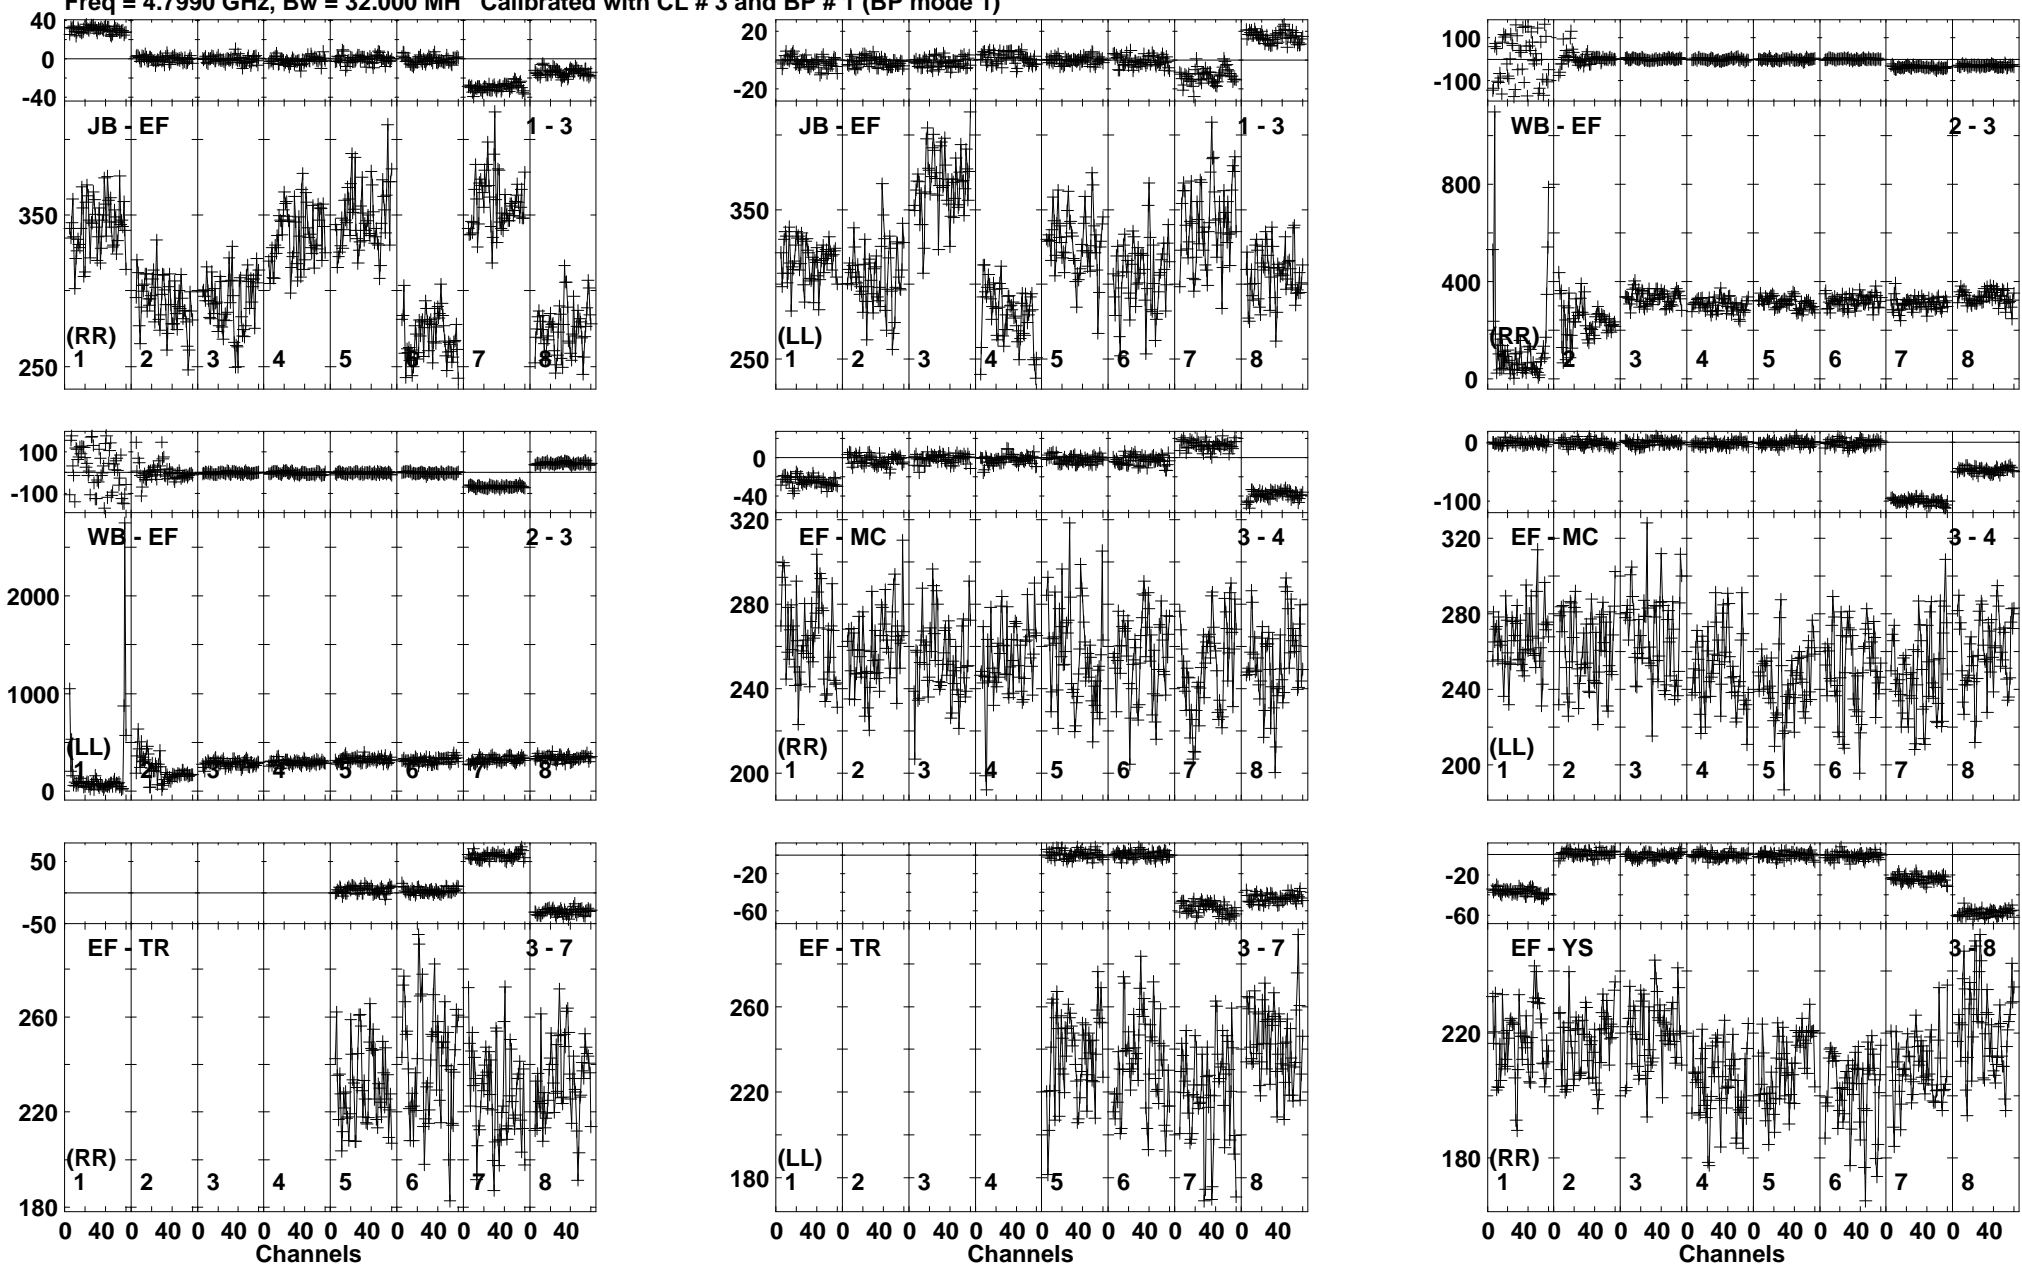 Freq = 4.7990 GHz, Bw = 32.000 MH Calibrated with CL # 3 and BP # 1 (BP mode 1)
40
0
-40
JB - EF
1 - 3
350
250
(RR)
1 2 3 4 5 6 7 8
20
-20
JB - EF
1 - 3
350
250
(LL)
1 2 3 4 5 6 7 8
100
-100
WB - EF
2 - 3
800
400
0
(RR)
1 2 3 4 5 6 7 8
100
-100
WB - EF
2 - 3
2000
1000
0
(LL)
1 2 3 4 5 6 7 8
0
-40
320
EF - MC
3 - 4
280
240
200
(RR)
1 2 3 4 5 6 7 8
0
-100
320
EF - MC
3 - 4
280
240
200
(LL)
1 2 3 4 5 6 7 8
50
-50
EF - TR
3 - 7
260
220
180
(RR)
1 2 3 4 5 6 7 8
0 40 0 40 0 40 0 40 0 40 0 40 0 40 0 40
Channels
-20
-60
EF - TR
3 - 7
260
220
180
(LL)
1 2 3 4 5 6 7 8
0 40 0 40 0 40 0 40 0 40 0 40 0 40 0 40
Channels
-20
-60
EF - YS
3 - 8
220
180
(RR)
1 2 3 4 5 6 7 8
0 40 0 40 0 40 0 40 0 40 0 40 0 40 0 40
Channels